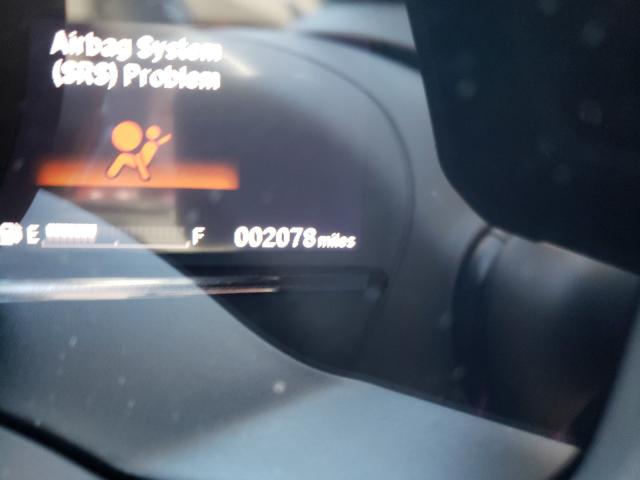 Airbag System
(SRS) Problem
E F 002078 miles